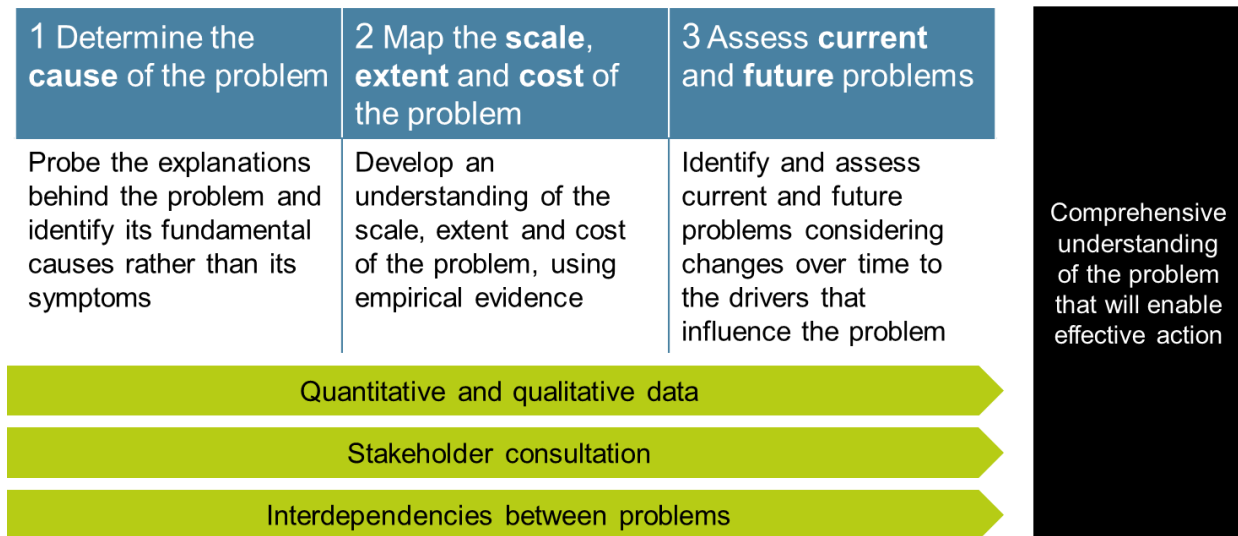 1 Determine the
cause of the problem
2 Map the scale,
extent and cost of
the problem
3 Assess current
and future problems
Probe the explanations
behind the problem and
identify its fundamental
causes rather than its
symptoms
Develop an
understanding of the
scale, extent and cost
of the problem, using
empirical evidence
Identify and assess
current and future
problems considering
changes over time to
the drivers that
influence the problem
Quantitative and qualitative data
Stakeholder consultation
Interdependencies between problems
Comprehensive
understanding
of the problem
that will enable
effective action